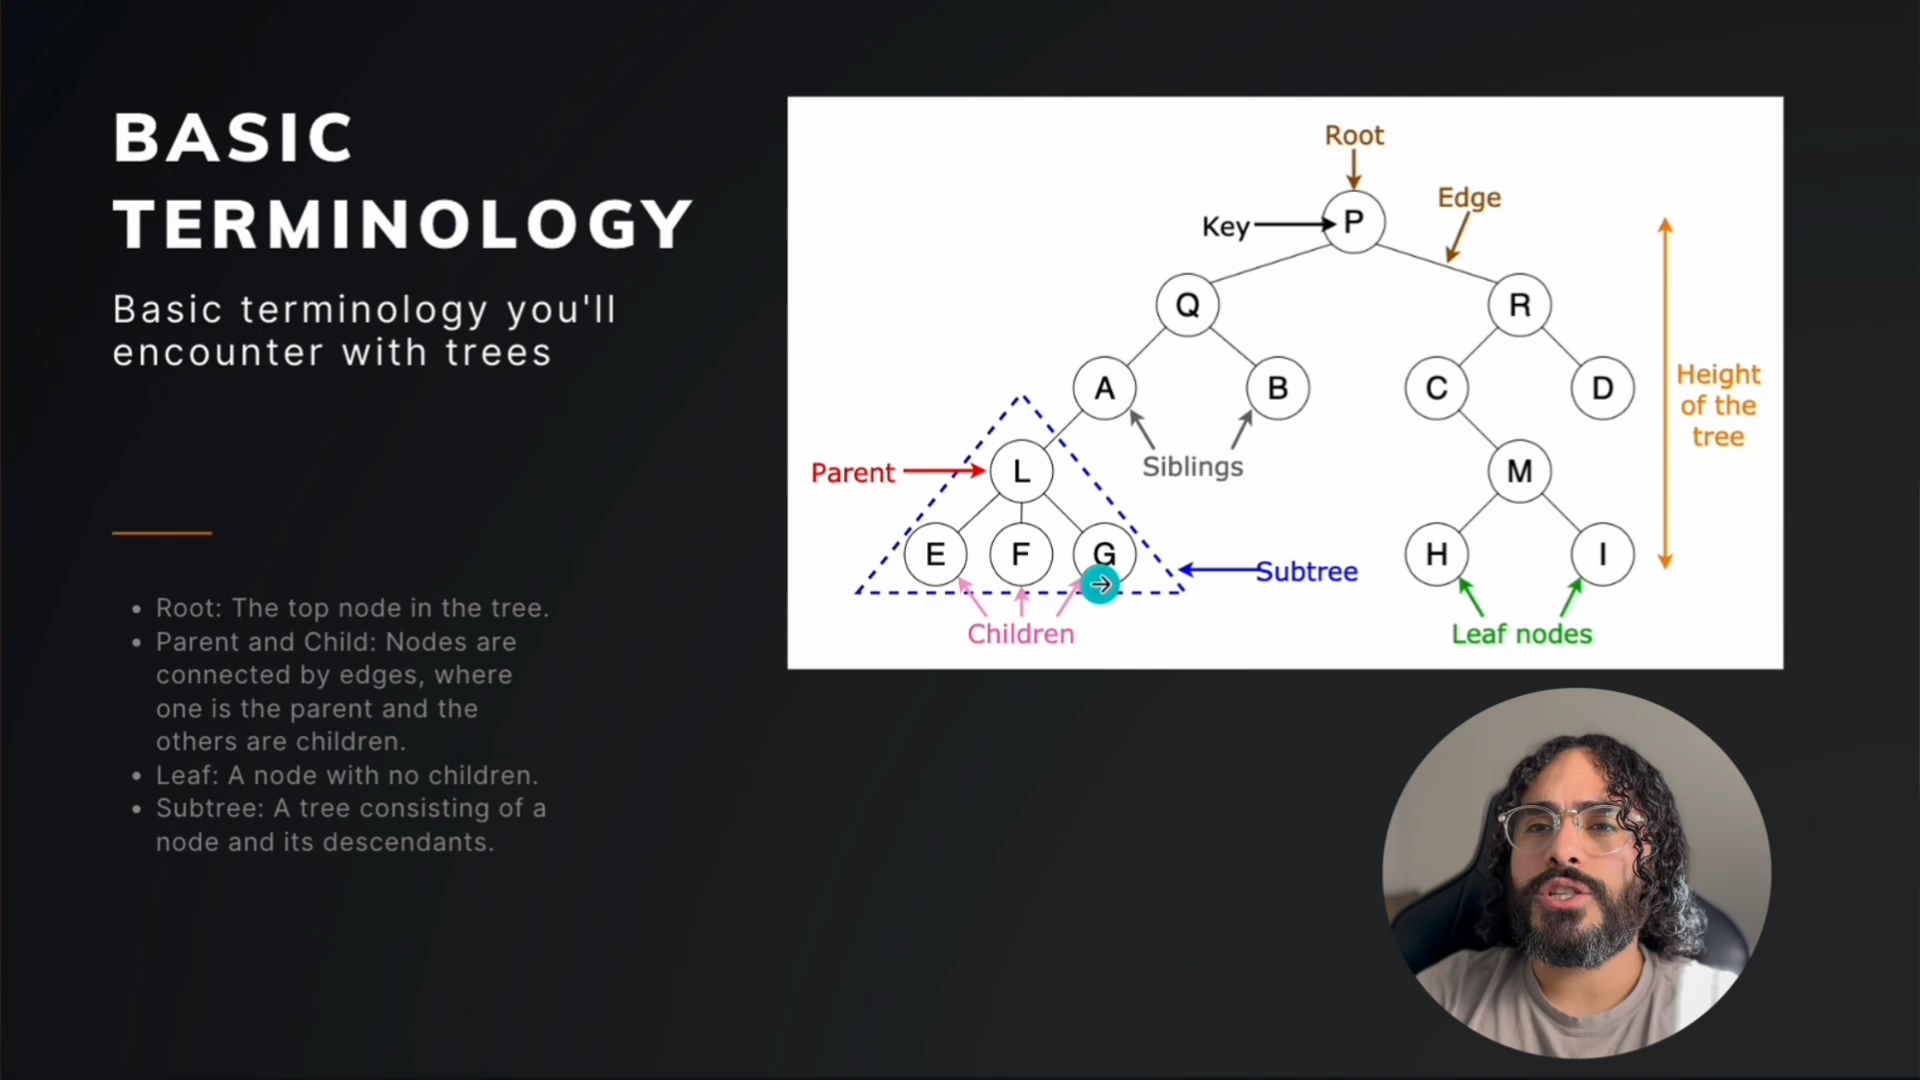 BASIC
TERMINOLOGY
Basic terminology you'll
encounter with trees
• Root: The top node in the tree.
• Parent and Child: Nodes are
connected by edges, where
one is the parent and the
others are children.
• Leaf: A node with no children.
• Subtree: A tree consisting of a
node and its descendants.
Root
Edge
Key
P
Q
R
A
B
C
D
Height
of the
tree
Siblings
Parent
L
M
E
F
G
H
I
Subtree
Children
Leaf nodes